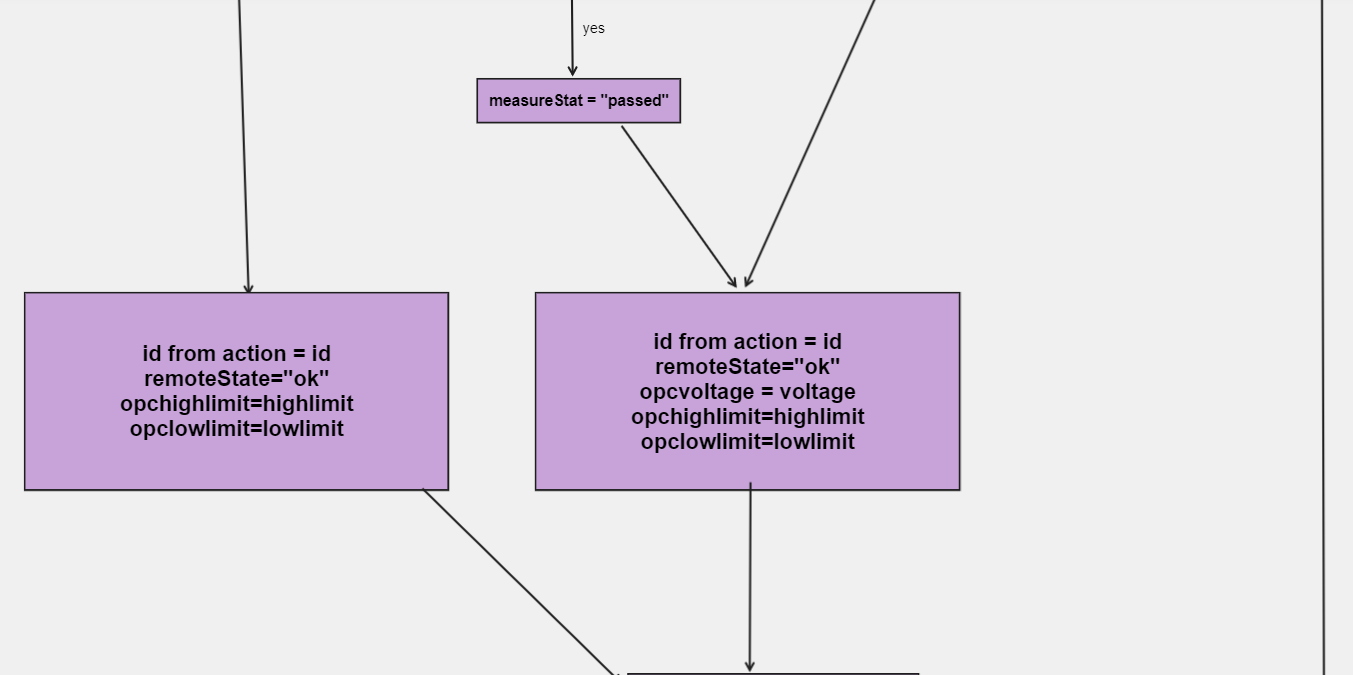 yes
measureStat = "passed"
id from action = id
remoteState="ok"
opchighlimit=highlimit
opclowlimit=lowlimit
id from action = id
remoteState="ok"
opcvoltage = voltage
opchighlimit=highlimit
opclowlimit=lowlimit